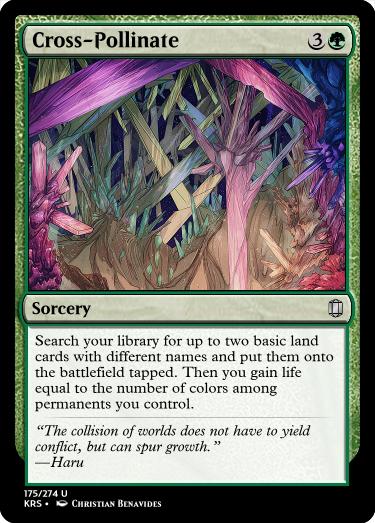 Cross-Pollinate 3
Sorcery
Search your library for up to two basic land
cards with different names and put them onto
the battlefield tapped. Then you gain life
equal to the number of colors among
permanents you control.
“The collision of worlds does not have to yield
conflict, but can spur growth.”
—Haru
175/274 U
KRS • Christian Benavides